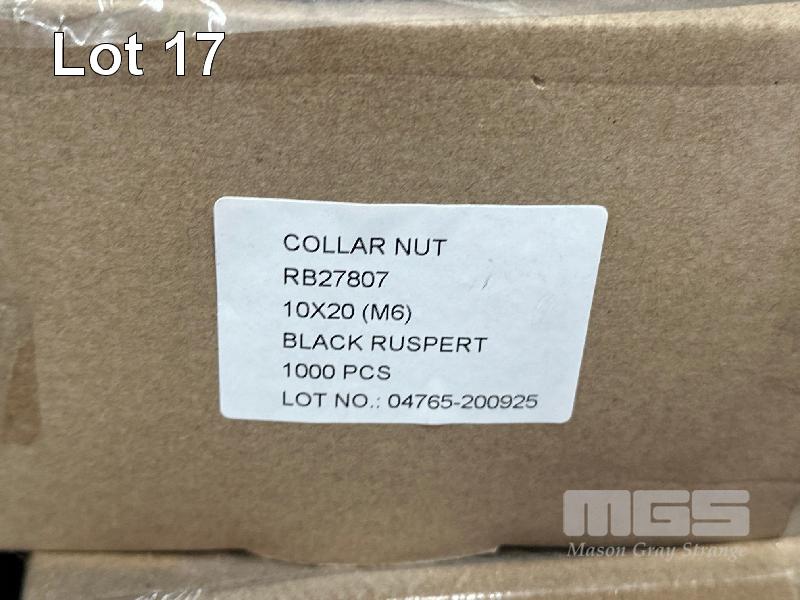 Lot 17
COLLAR NUT
RB27807
10X20 (M6)
BLACK RUSPERT
1000 PCS
LOT NO.: 04765-200925
MGS
Mason Gray Strange